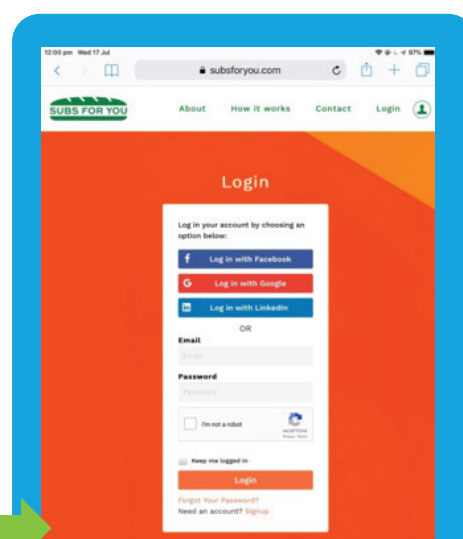 12:00 pm Wed 17 Jul
97%
subsforyou.com
SUBS FOR YOU
About How it works Contact Login
Login
Log in your account by choosing an
option below:
f Log in with Facebook
G Log in with Google
in Log in with LinkedIn
OR
Email
Email
Password
Password
I'm not a robot
reCAPTCHA
Privacy - Terms
Keep me logged in
Login
Forgot Your Password?
Need an account? Signup